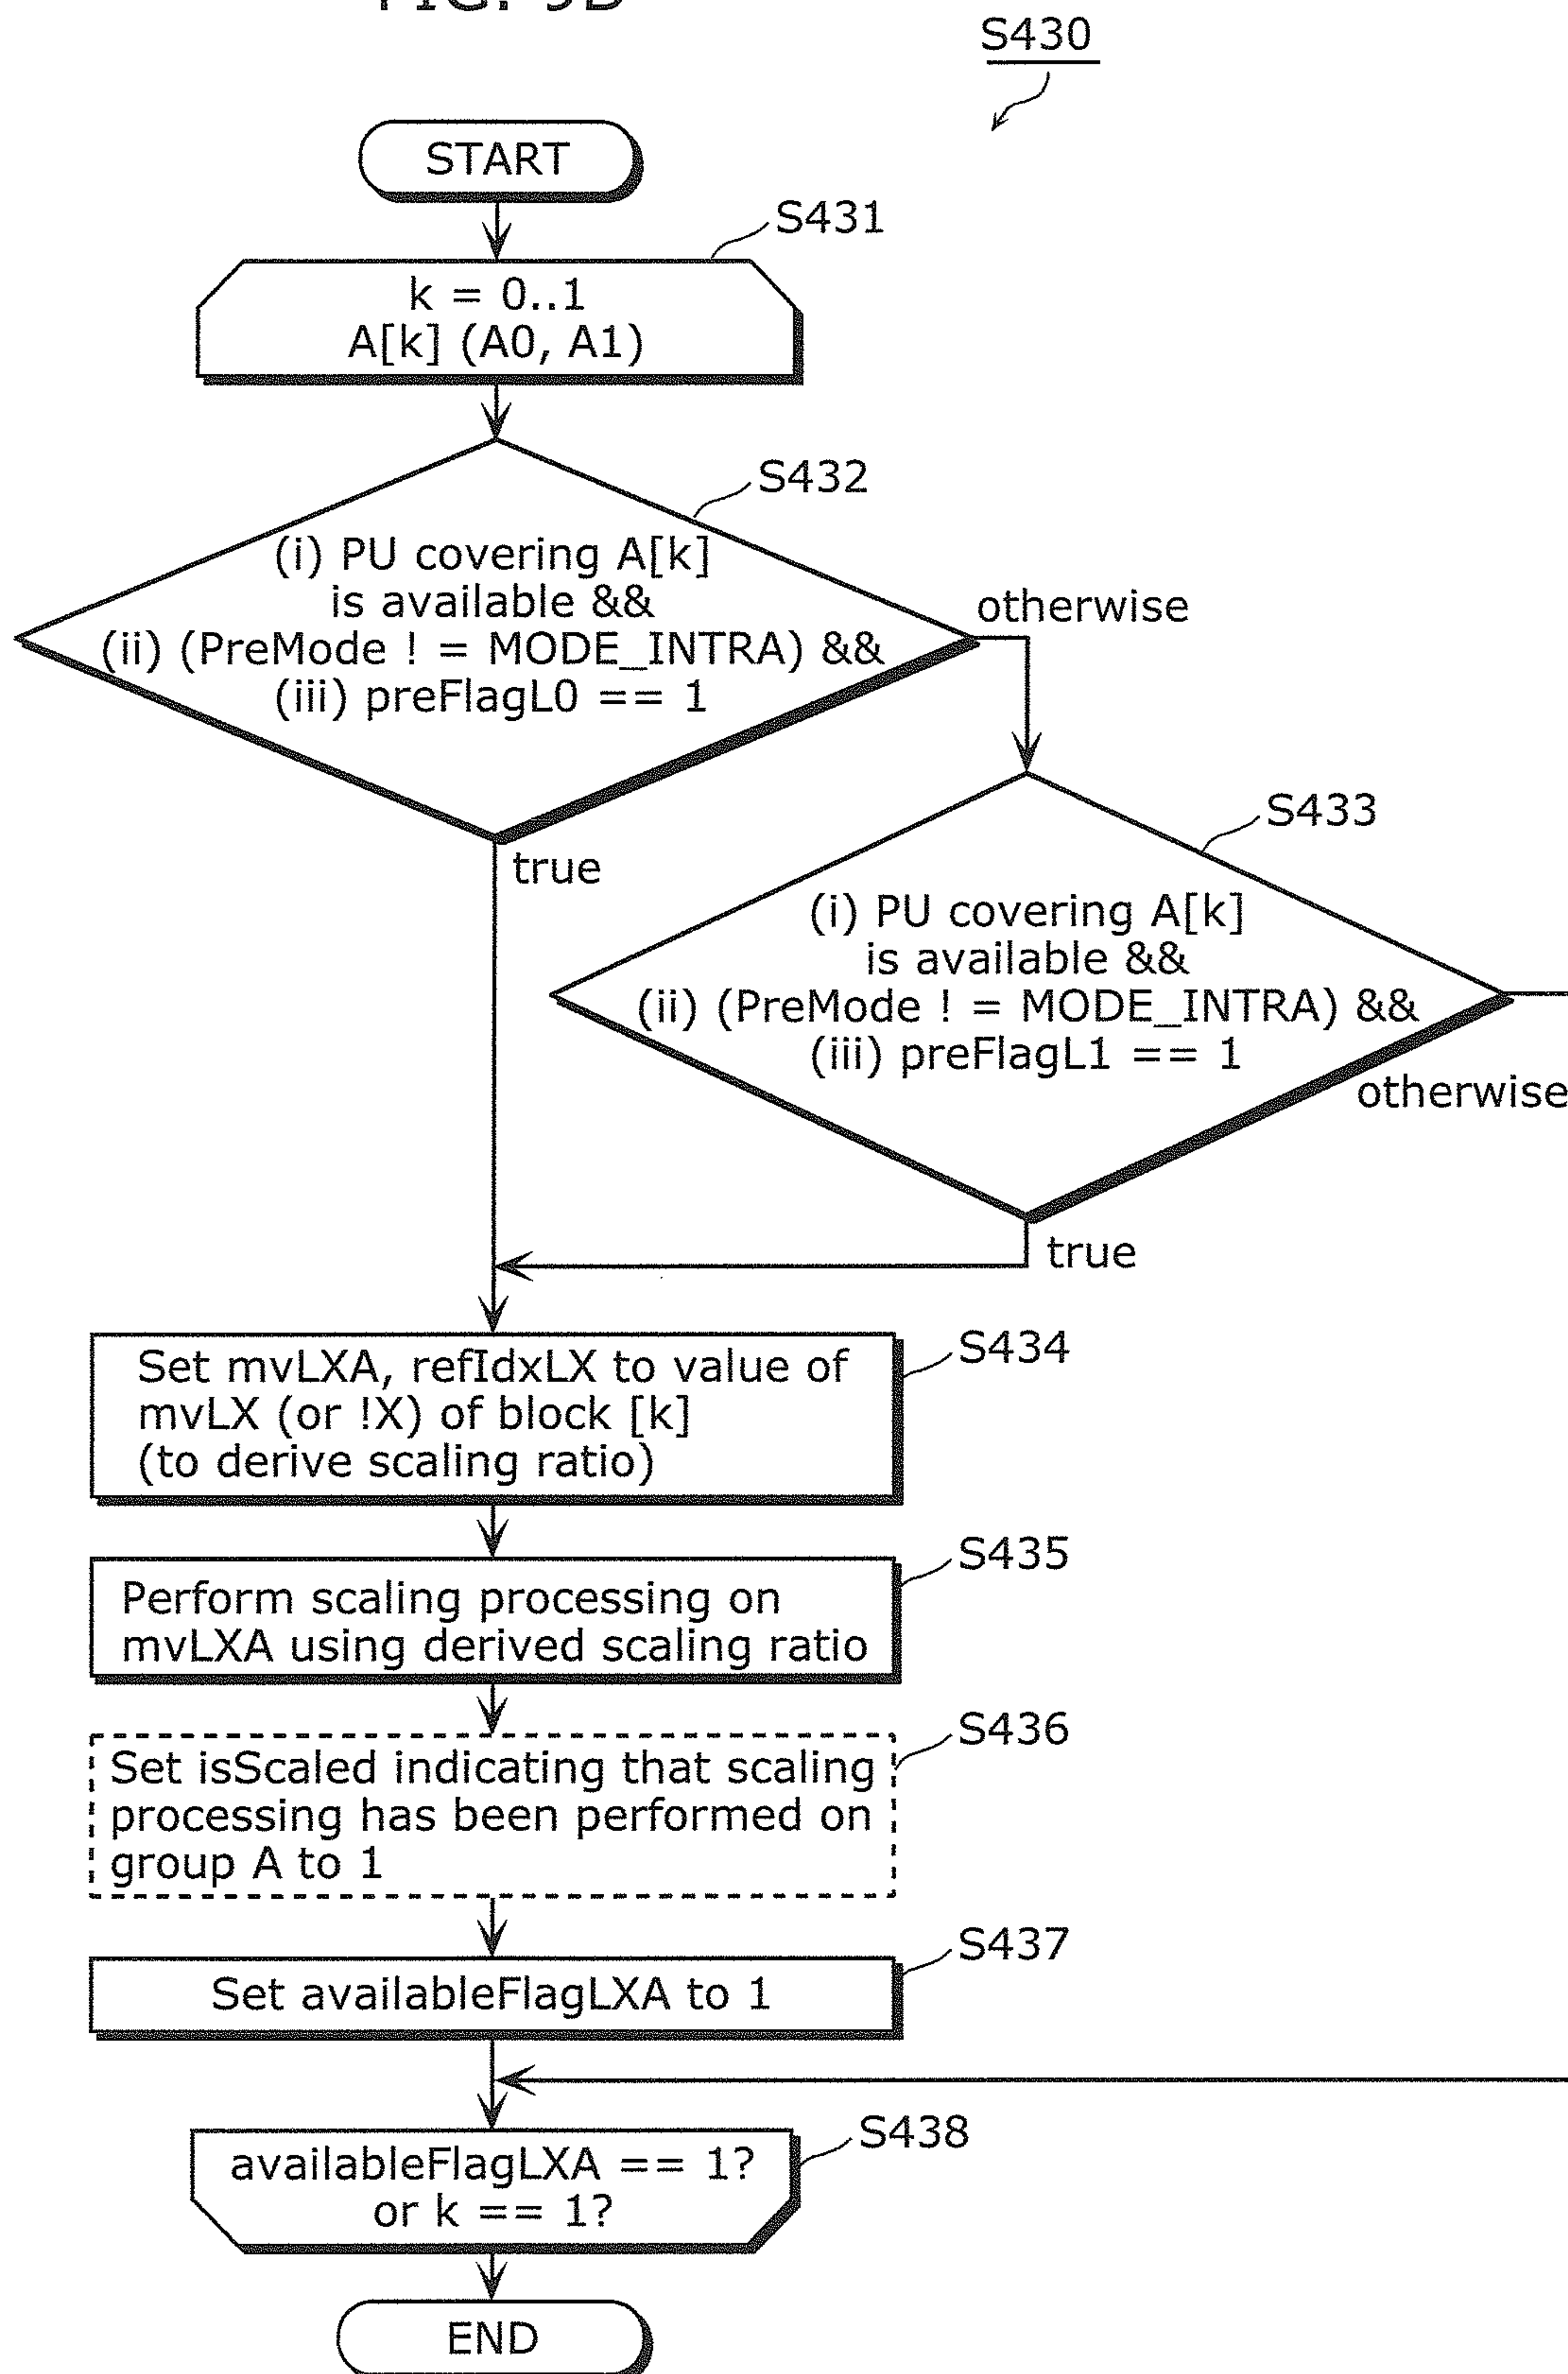 S430
START
S431
k = 0..1
A[k] (A0, A1)
S432
(i) PU covering A[k]
is available &&
(ii) (PreMode ! = MODE_INTRA) &&
(iii) preFlagL0 == 1
otherwise
true
S433
(i) PU covering A[k]
is available &&
(ii) (PreMode ! = MODE_INTRA) &&
(iii) preFlagL1 == 1
otherwise
true
S434
Set mvLXA, refIdxLX to value of
mvLX (or !X) of block [k]
(to derive scaling ratio)
S435
Perform scaling processing on
mvLXA using derived scaling ratio
S436
Set isScaled indicating that scaling
processing has been performed on
group A to 1
S437
Set availableFlagLXA to 1
S438
availableFlagLXA == 1?
or k == 1?
END